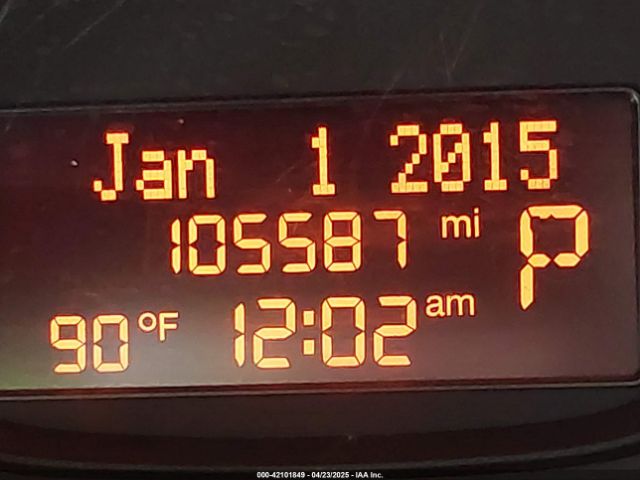 Jan 1 2015
105587 mi P
90 °F 12:02 am
000-42101849 - 04/23/2025 - IAA Inc.